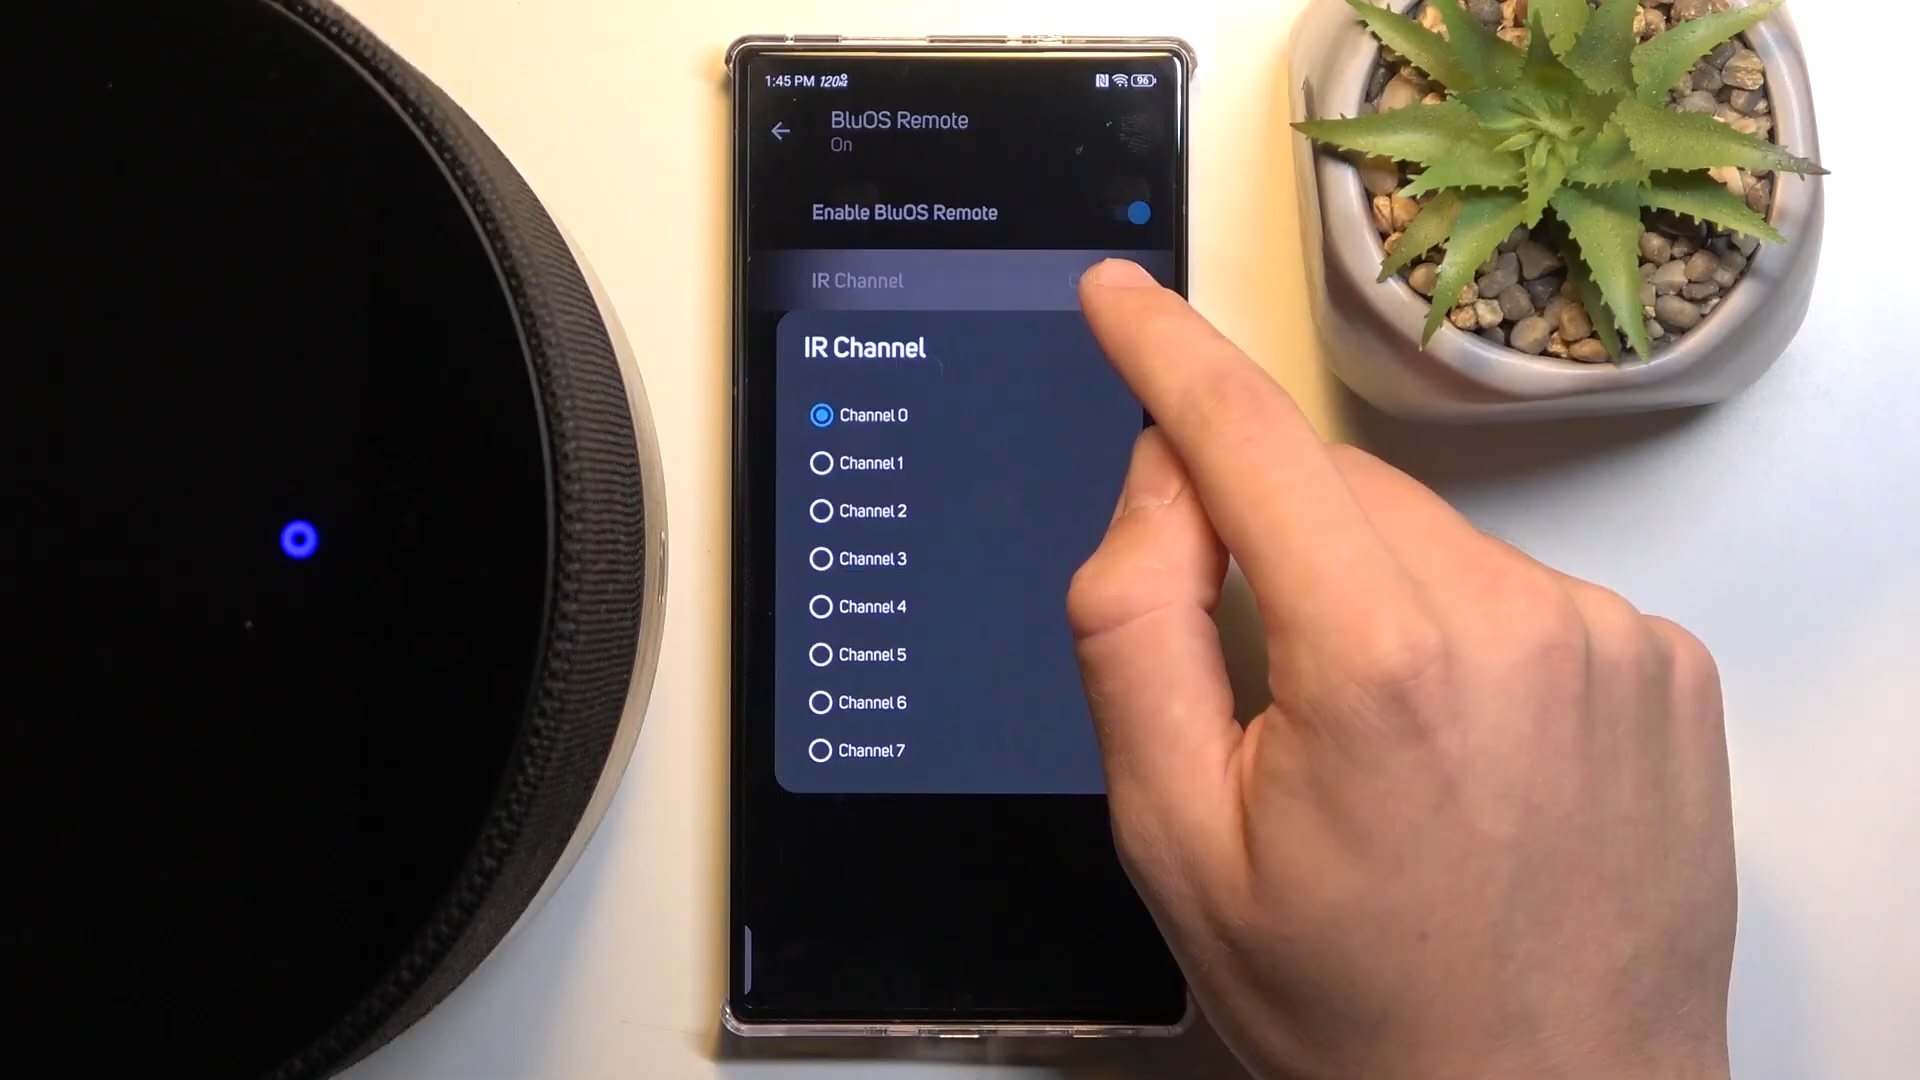 1:45 PM 120Hz
96
BluOS Remote
On
Enable BluOS Remote
IR Channel
IR Channel
Channel 0
Channel 1
Channel 2
Channel 3
Channel 4
Channel 5
Channel 6
Channel 7